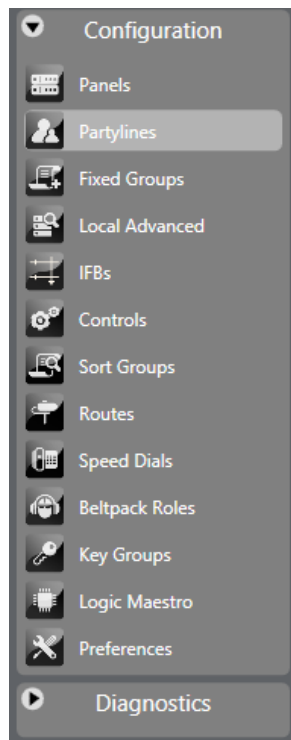 Configuration
Panels
Partylines
Fixed Groups
Local Advanced
IFBs
Controls
Sort Groups
Routes
Speed Dials
Beltpack Roles
Key Groups
Logic Maestro
Preferences
Diagnostics